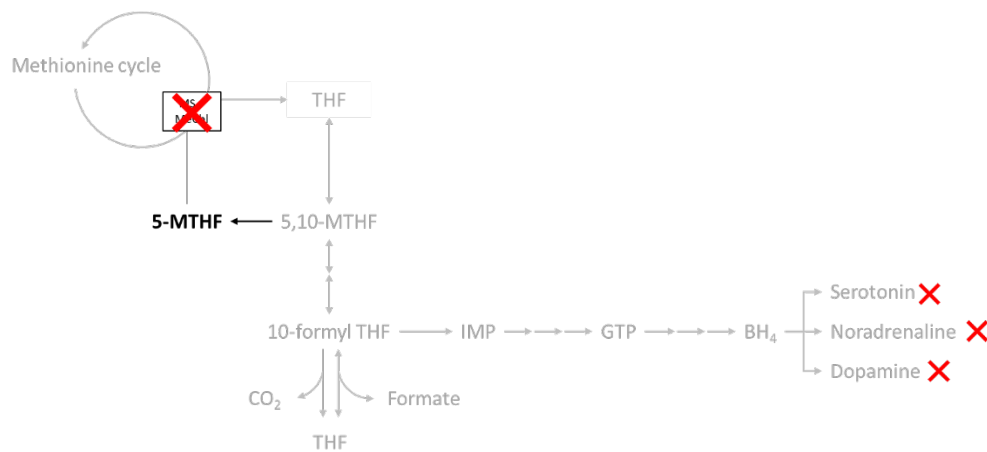 Methionine cycle
THF
5-MTHF
5,10-MTHF
10-formyl THF
IMP
GTP
BH₄
Serotonin
Noradrenaline
Dopamine
CO₂
Formate
THF